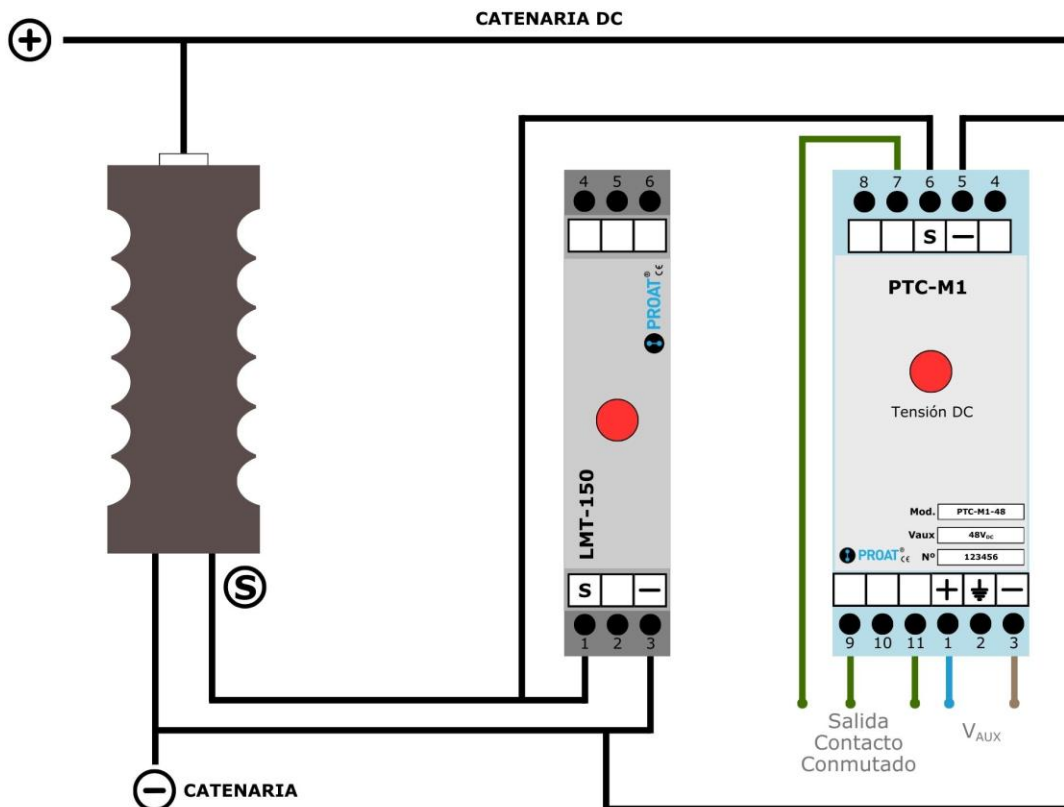 CATENARIA DC
+
4 5 6
8 7 6 5 4
S —
PTC-M1
PROAT® CE
Tensión DC
LMT-150
Mod. PTC-M1-48
Vaux 48VDC
PROAT® CE Nº 123456
S
S —
+ —
1 2 3
9 10 11 1 2 3
Salida
Contacto
Conmutado
VAUX
— CATENARIA